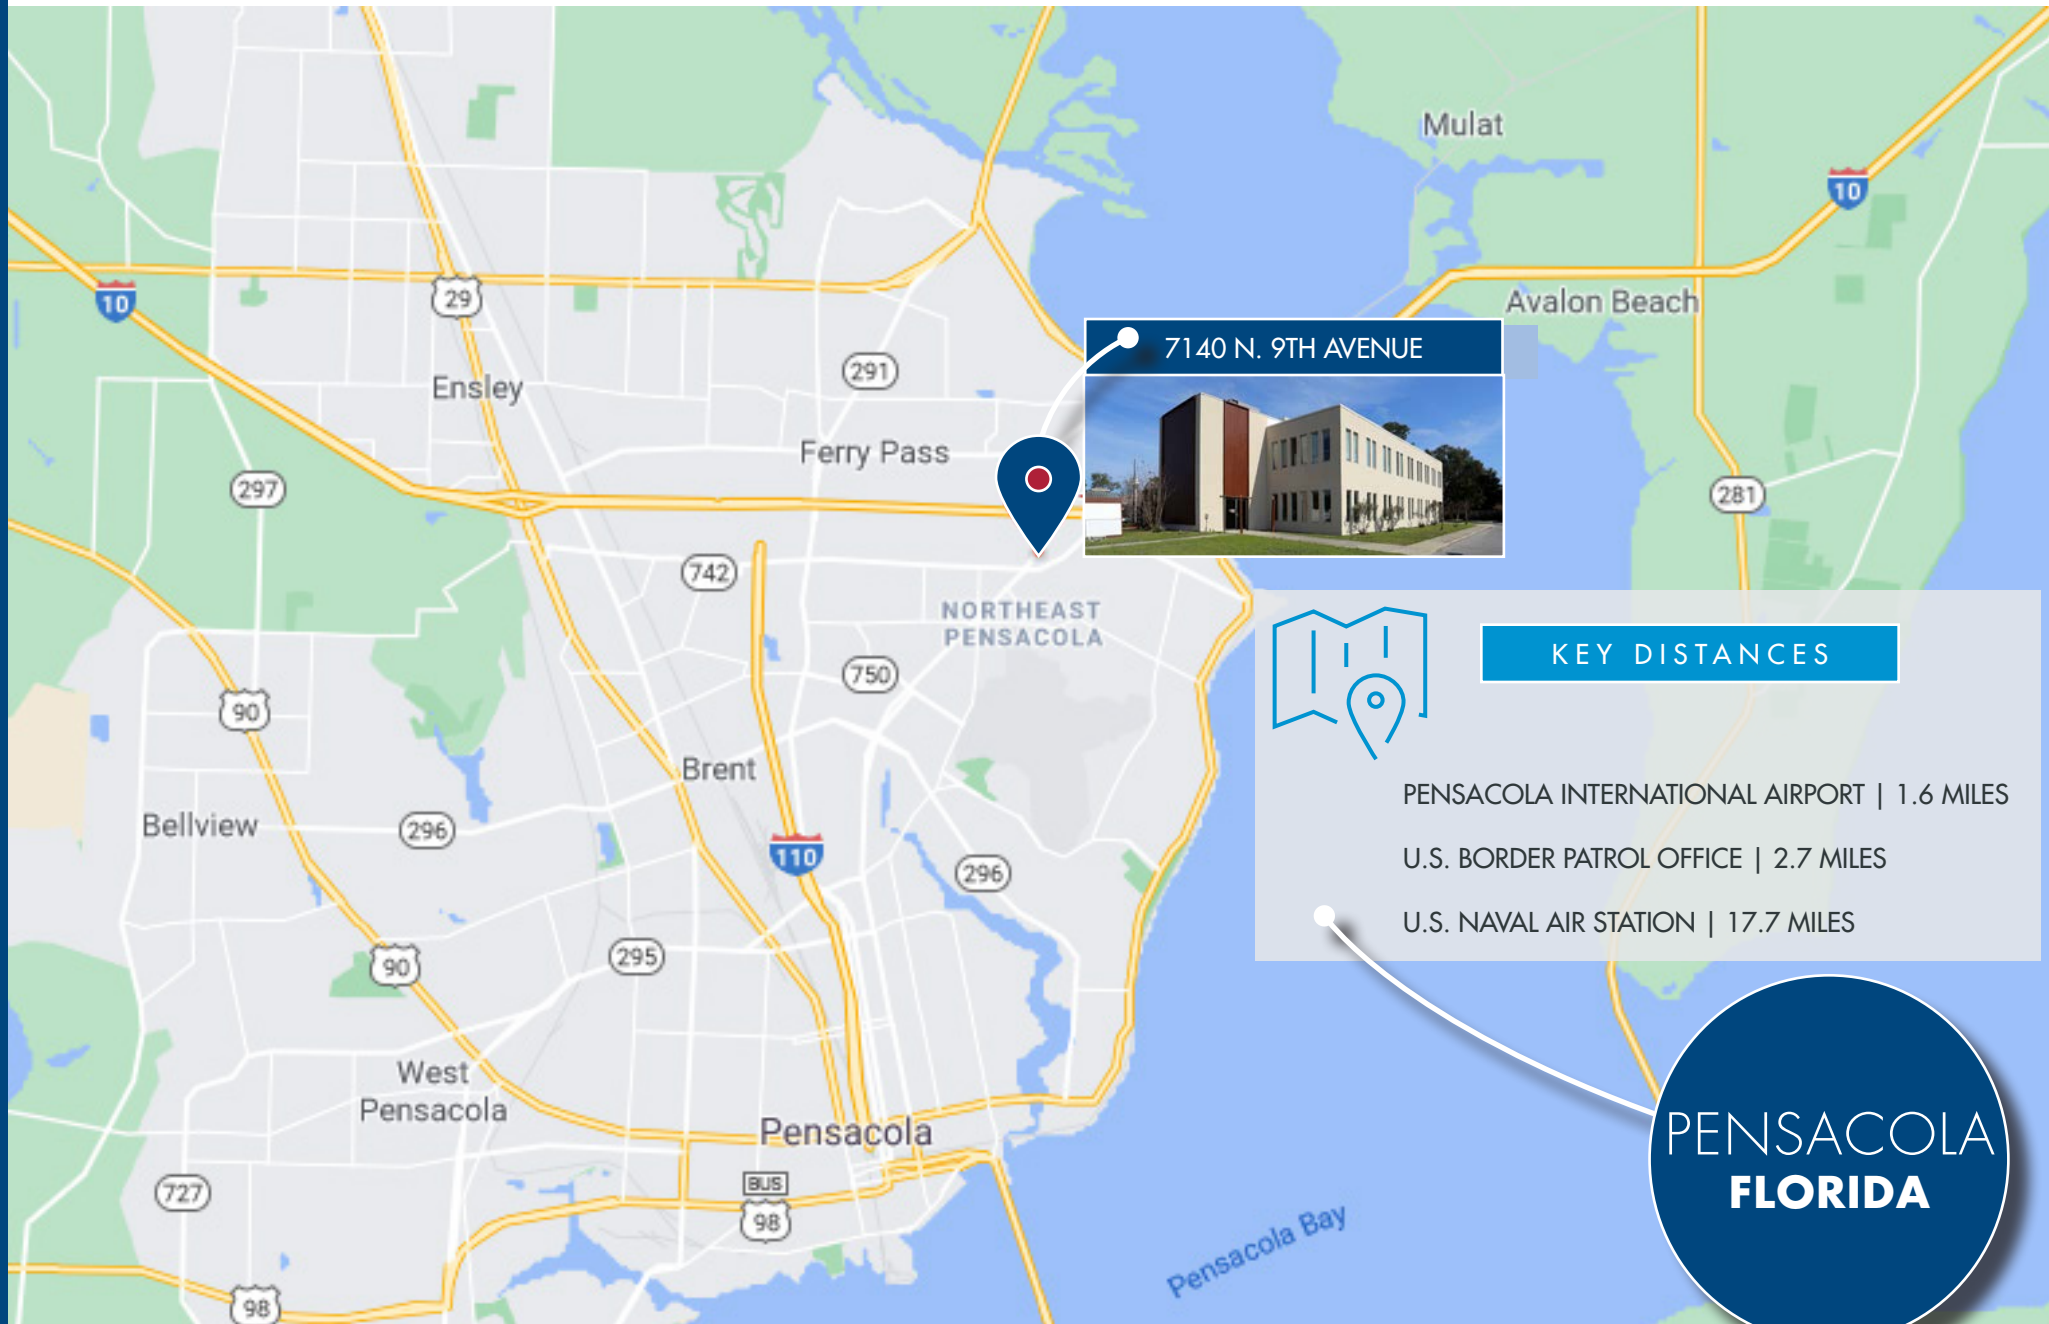 Mulat
10
10
29
Avalon Beach
7140 N. 9TH AVENUE
291
Ensley
Ferry Pass
297
281
742
NORTHEAST
PENSACOLA
KEY DISTANCES
750
90
Brent
PENSACOLA INTERNATIONAL AIRPORT | 1.6 MILES
Bellview
296
110
U.S. BORDER PATROL OFFICE | 2.7 MILES
296
U.S. NAVAL AIR STATION | 17.7 MILES
295
90
West
Pensacola
Pensacola
PENSACOLA
FLORIDA
727
BUS
98
Pensacola Bay
98